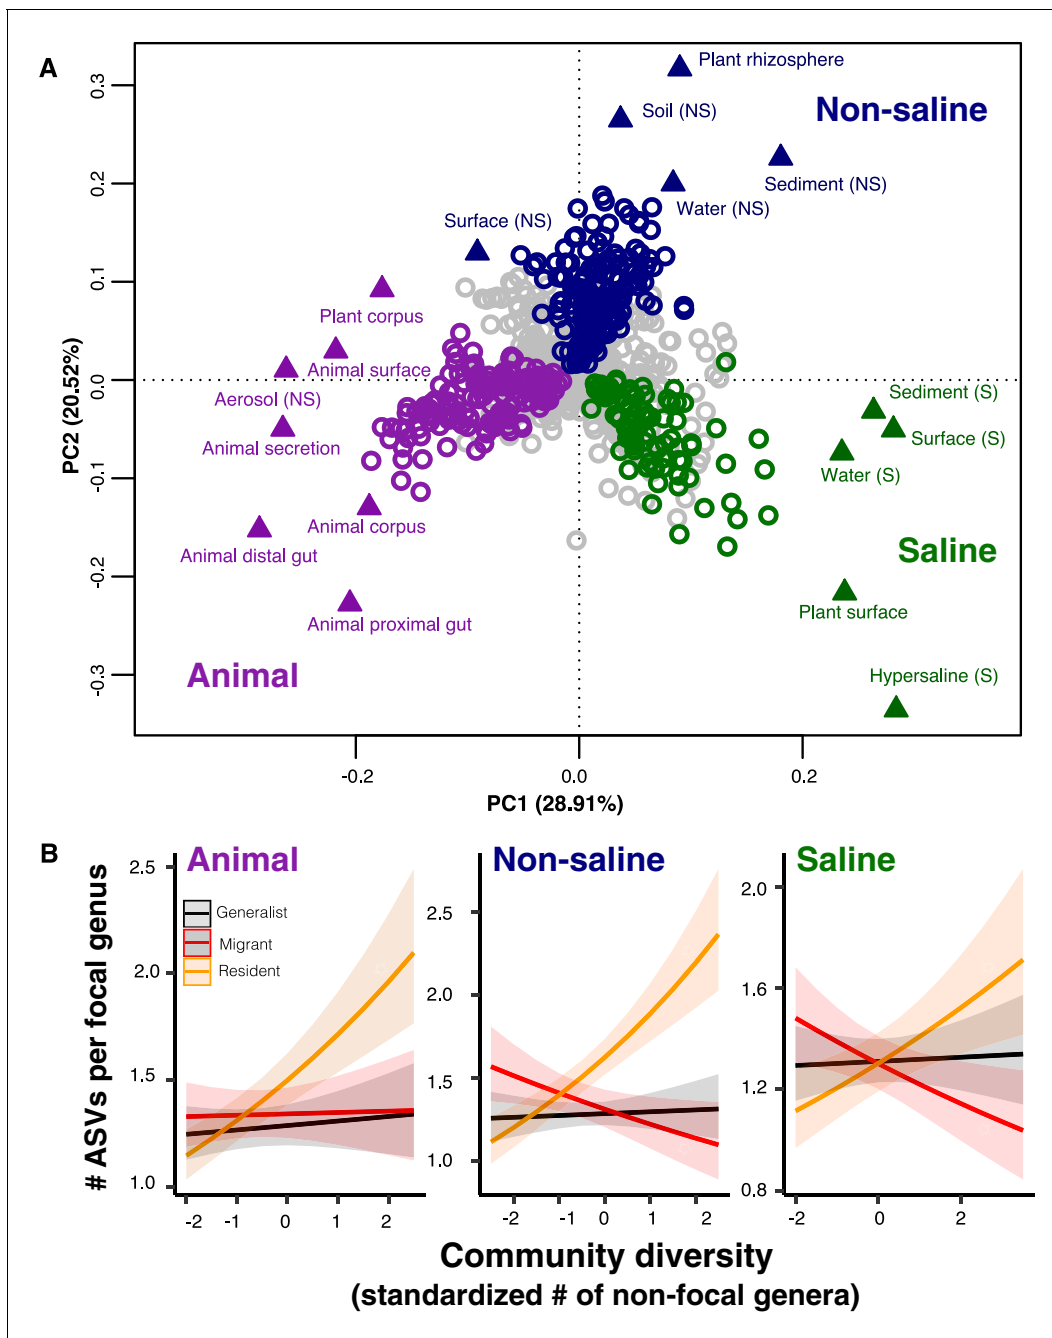 A
Plant rhizosphere
Soil (NS)
Non-saline
Sediment (NS)
Water (NS)
Surface (NS)
Plant corpus
Animal surface
Aerosol (NS)
Animal secretion
Animal corpus
Animal distal gut
Animal proximal gut
Animal
Sediment (S)
Surface (S)
Water (S)
Saline
Plant surface
Hypersaline (S)
PC2 (20.52%)
0.3
0.2
0.1
0.0
-0.1
-0.2
-0.3
-0.2
0.0
0.2
PC1 (28.91%)
B
# ASVs per focal genus
Animal
Generalist
Migrant
Resident
2.5
2.0
1.5
1.0
-2
-1
0
1
2
Non-saline
2.5
2.0
1.5
1.0
-2
-1
0
1
2
Saline
2.0
1.6
1.2
0.8
-2
0
2
Community diversity
(standardized # of non-focal genera)